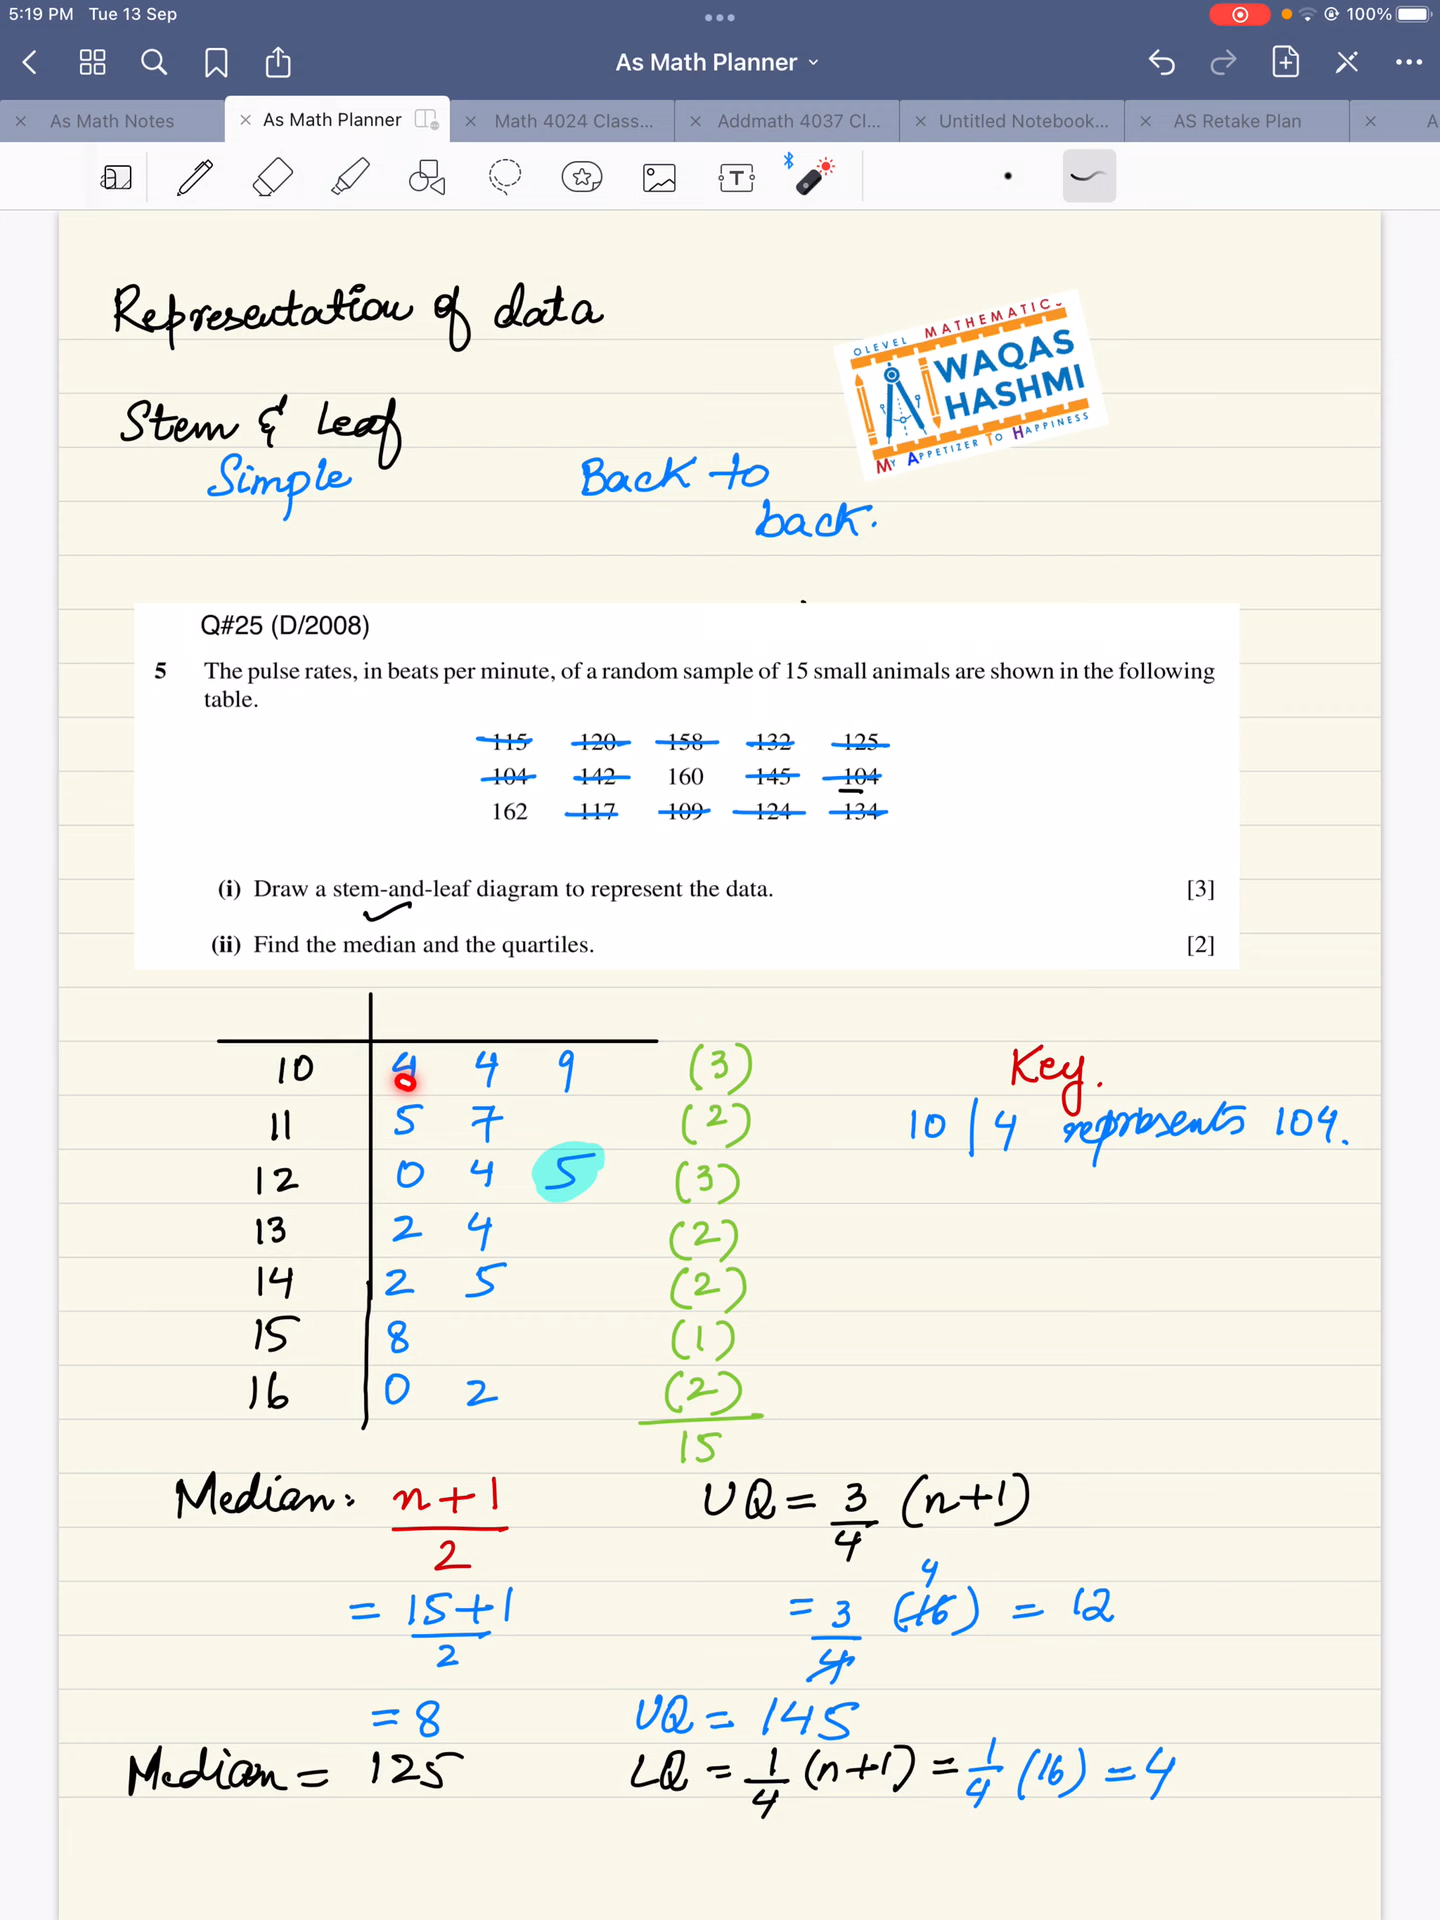 5:19 PM Tue 13 Sep
100%
As Math Planner
As Math Notes
As Math Planner
Math 4024 Class...
Addmath 4037 Cl...
Untitled Notebook...
AS Retake Plan
A
T
Representation of data
OLEVEL MATHEMATICS
WAQAS
HASHMI
MY APPETIZER TO HAPPINESS
Stem & Leaf
Simple
Back to
back.
Q#25 (D/2008)
5 The pulse rates, in beats per minute, of a random sample of 15 small animals are shown in the following
table.
115 120 158 132 125
104 142 160 145 104
162 117 109 124 134
(i) Draw a stem-and-leaf diagram to represent the data. [3]
(ii) Find the median and the quartiles. [2]
10 | 4 4 9 (3)
11 | 5 7 (2)
12 | 0 4 5 (3)
13 | 2 4 (2)
14 | 2 5 (2)
15 | 8 (1)
16 | 0 2 (2)
15
Key.
10 | 4 represents 104.
Median: n+1
2
= 15+1
2
= 8
Median = 125
UQ = 3/4 (n+1)
4
= 3/4 (16) = 12
UQ = 145
LQ = 1/4 (n+1) = 1/4 (16) = 4